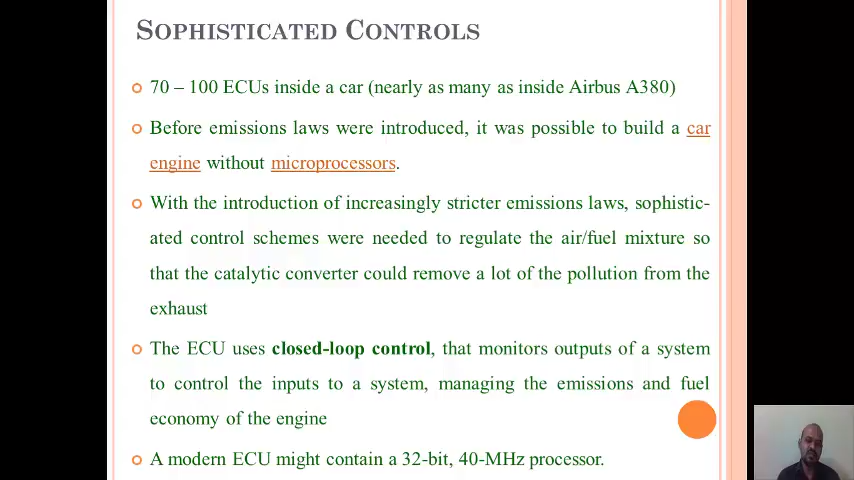 SOPHISTICATED CONTROLS
70 – 100 ECUs inside a car (nearly as many as inside Airbus A380)
Before emissions laws were introduced, it was possible to build a car
engine without microprocessors.
With the introduction of increasingly stricter emissions laws, sophistic-
ated control schemes were needed to regulate the air/fuel mixture so
that the catalytic converter could remove a lot of the pollution from the
exhaust
The ECU uses closed-loop control, that monitors outputs of a system
to control the inputs to a system, managing the emissions and fuel
economy of the engine
A modern ECU might contain a 32-bit, 40-MHz processor.